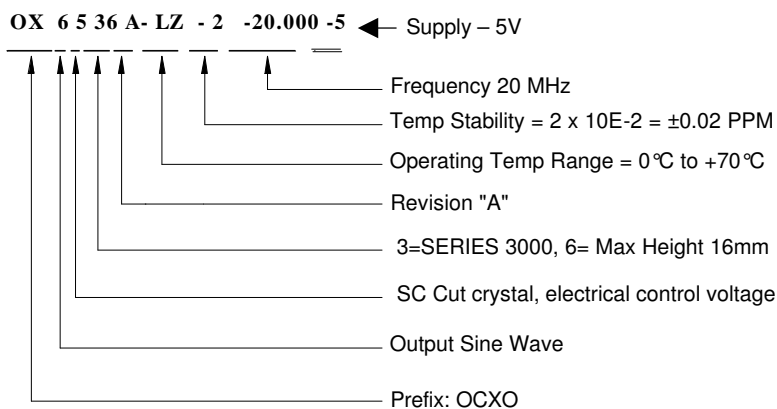 OX 6 5 36 A- LZ - 2 -20.000 -5 Supply – 5V
Frequency 20 MHz
Temp Stability = 2 x 10E-2 = ±0.02 PPM
Operating Temp Range = 0°C to +70°C
Revision "A"
3=SERIES 3000, 6= Max Height 16mm
SC Cut crystal, electrical control voltage
Output Sine Wave
Prefix: OCXO